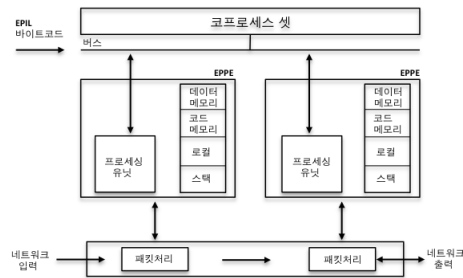 코프로세스 셋
EPIL
바이트코드
버스
EPPE
EPPE
데이터
메모리
코드
메모리
로컬
스택
프로세싱
유닛
데이터
메모리
코드
메모리
로컬
스택
프로세싱
유닛
네트워크
입력
패킷처리
패킷처리
네트워크
출력